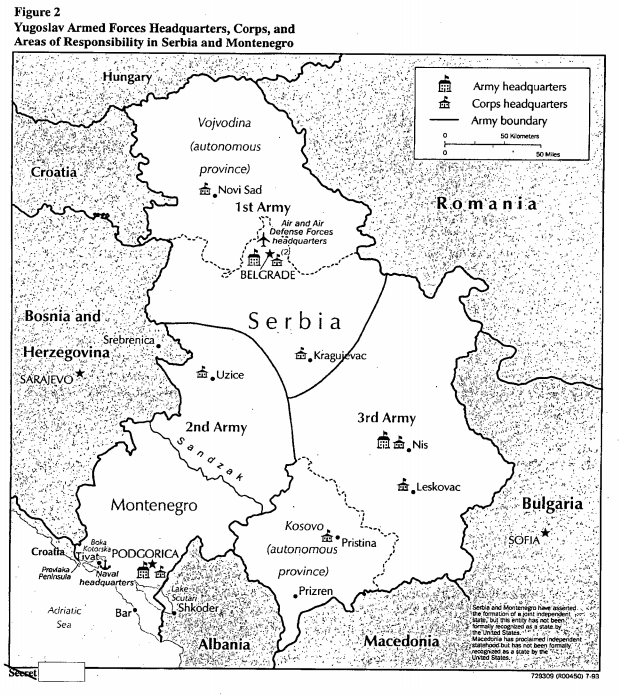 Figure 2
Yugoslav Armed Forces Headquarters, Corps, and
Areas of Responsibility in Serbia and Montenegro
Hungary
Army headquarters
Corps headquarters
Army boundary
0 50 Kilometers
0 50 Miles
Vojvodina
(autonomous
province)
Croatia
Novi Sad
Romania
1st Army
Air and Air
Defense Forces
headquarters
(2)
BELGRADE
Bosnia and
Herzegovina
Serbia
Srebrenica
Kragujevac
SARAJEVO
Uzice
2nd Army
3rd Army
Nis
Sandzak
Leskovac
Montenegro
Bulgaria
Kosovo
(autonomous
province)
Pristina
SOFIA
Croatia
Boka
Kotorska
Tivat
PODGORICA
Prevlaka
Peninsula
Naval
headquarters
Prizren
Lake
Scutari
Adriatic
Sea
Bar
Shkoder
Albania
Macedonia
Serbia and Montenegro have asserted
the formation of a joint independent
state, but this entity has not been
formally recognized as a state by
the United States.
Macedonia has proclaimed independent
statehood but has not been formally
recognized as a state by the
United States.
Secret
729309 (R00450) 7-93